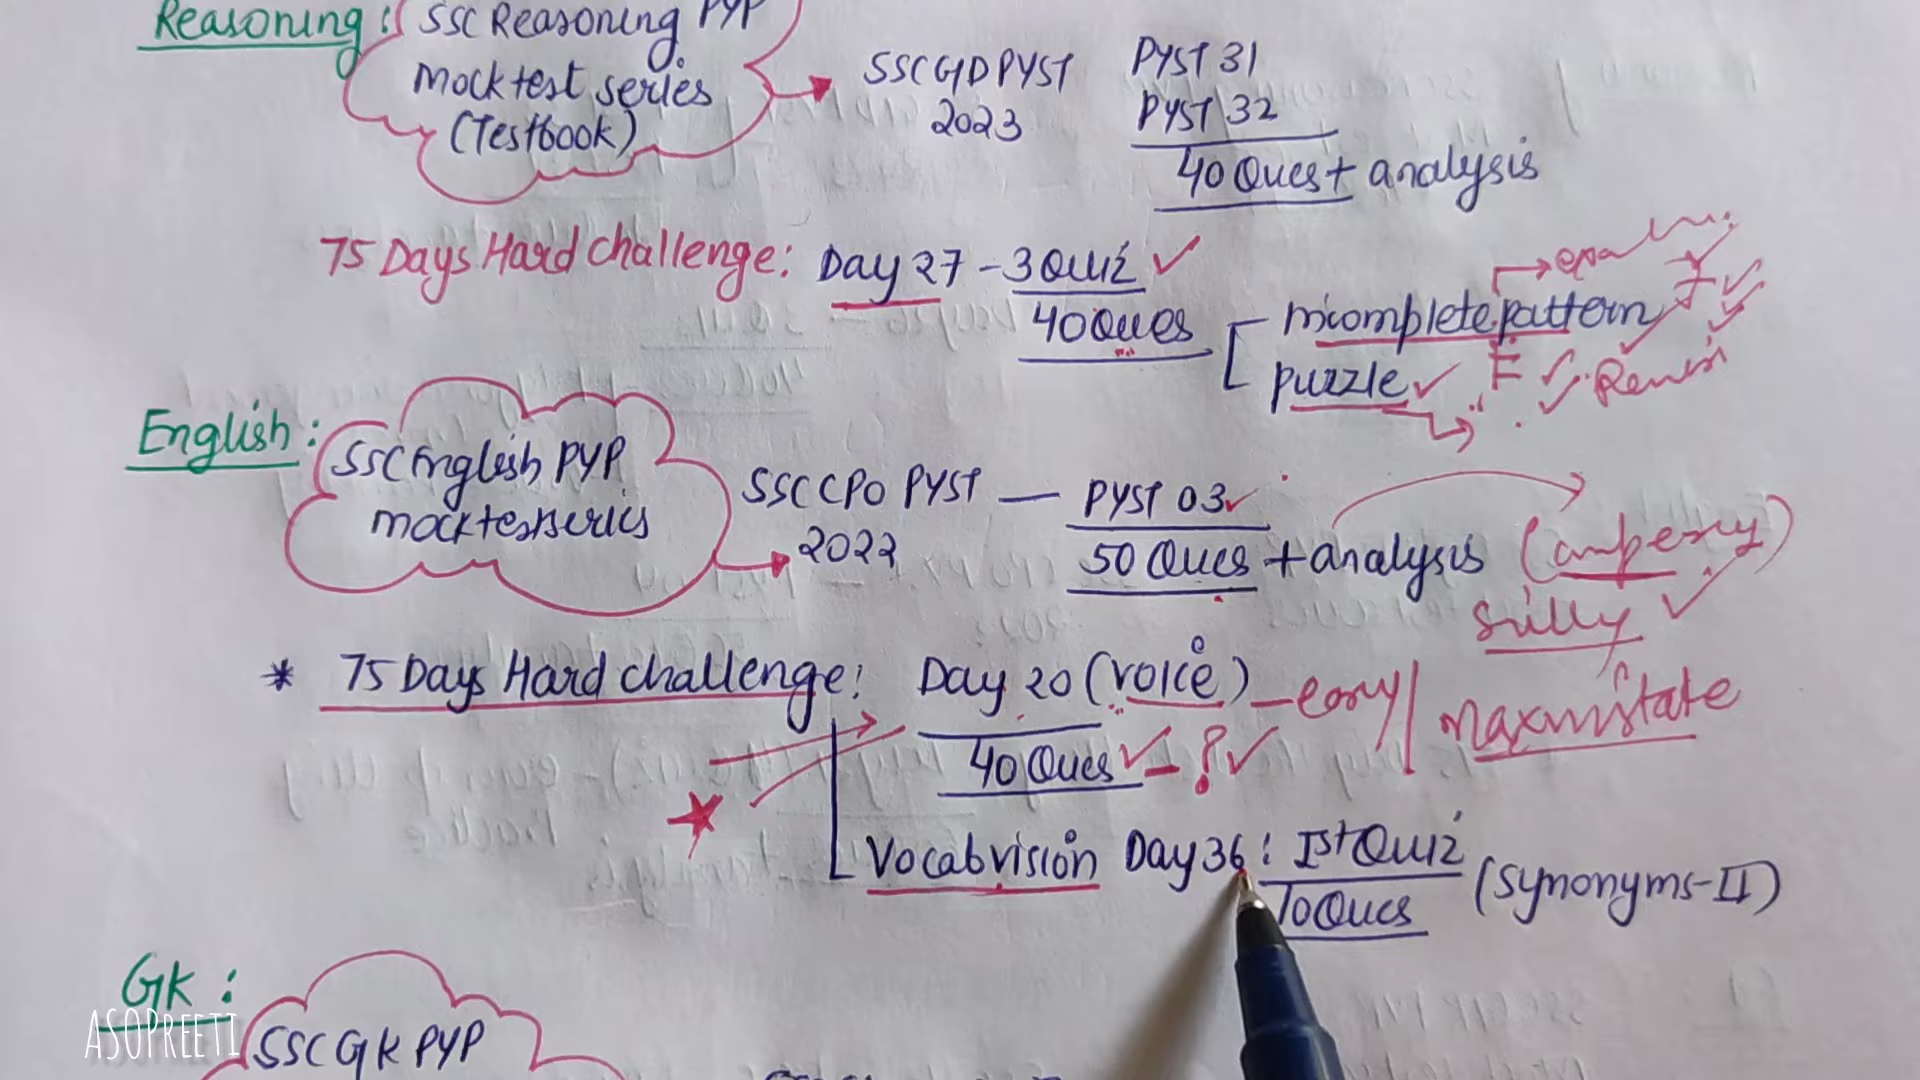 Reasoning : SSC Reasoning PYP
Mock test series
(Testbook)
SSC GD PYST
2023
PYST 31
PYST 32
40 Ques + analysis
75 Days Hard challenge: Day 27 - 3 Quiz
40 Ques
Incomplete pattern
puzzle
English :
SSC English PYP
mock test series
SSC CPO PYST — PYST 03
2022
50 Ques + analysis
silly
* 75 Days Hard challenge: Day 20 (voice) - easy
40 Ques - ?
Vocab vision Day 36 : Ist Quiz
10 Ques (Synonyms-II)
GK :
SSC GK PYP
ASOPREETI